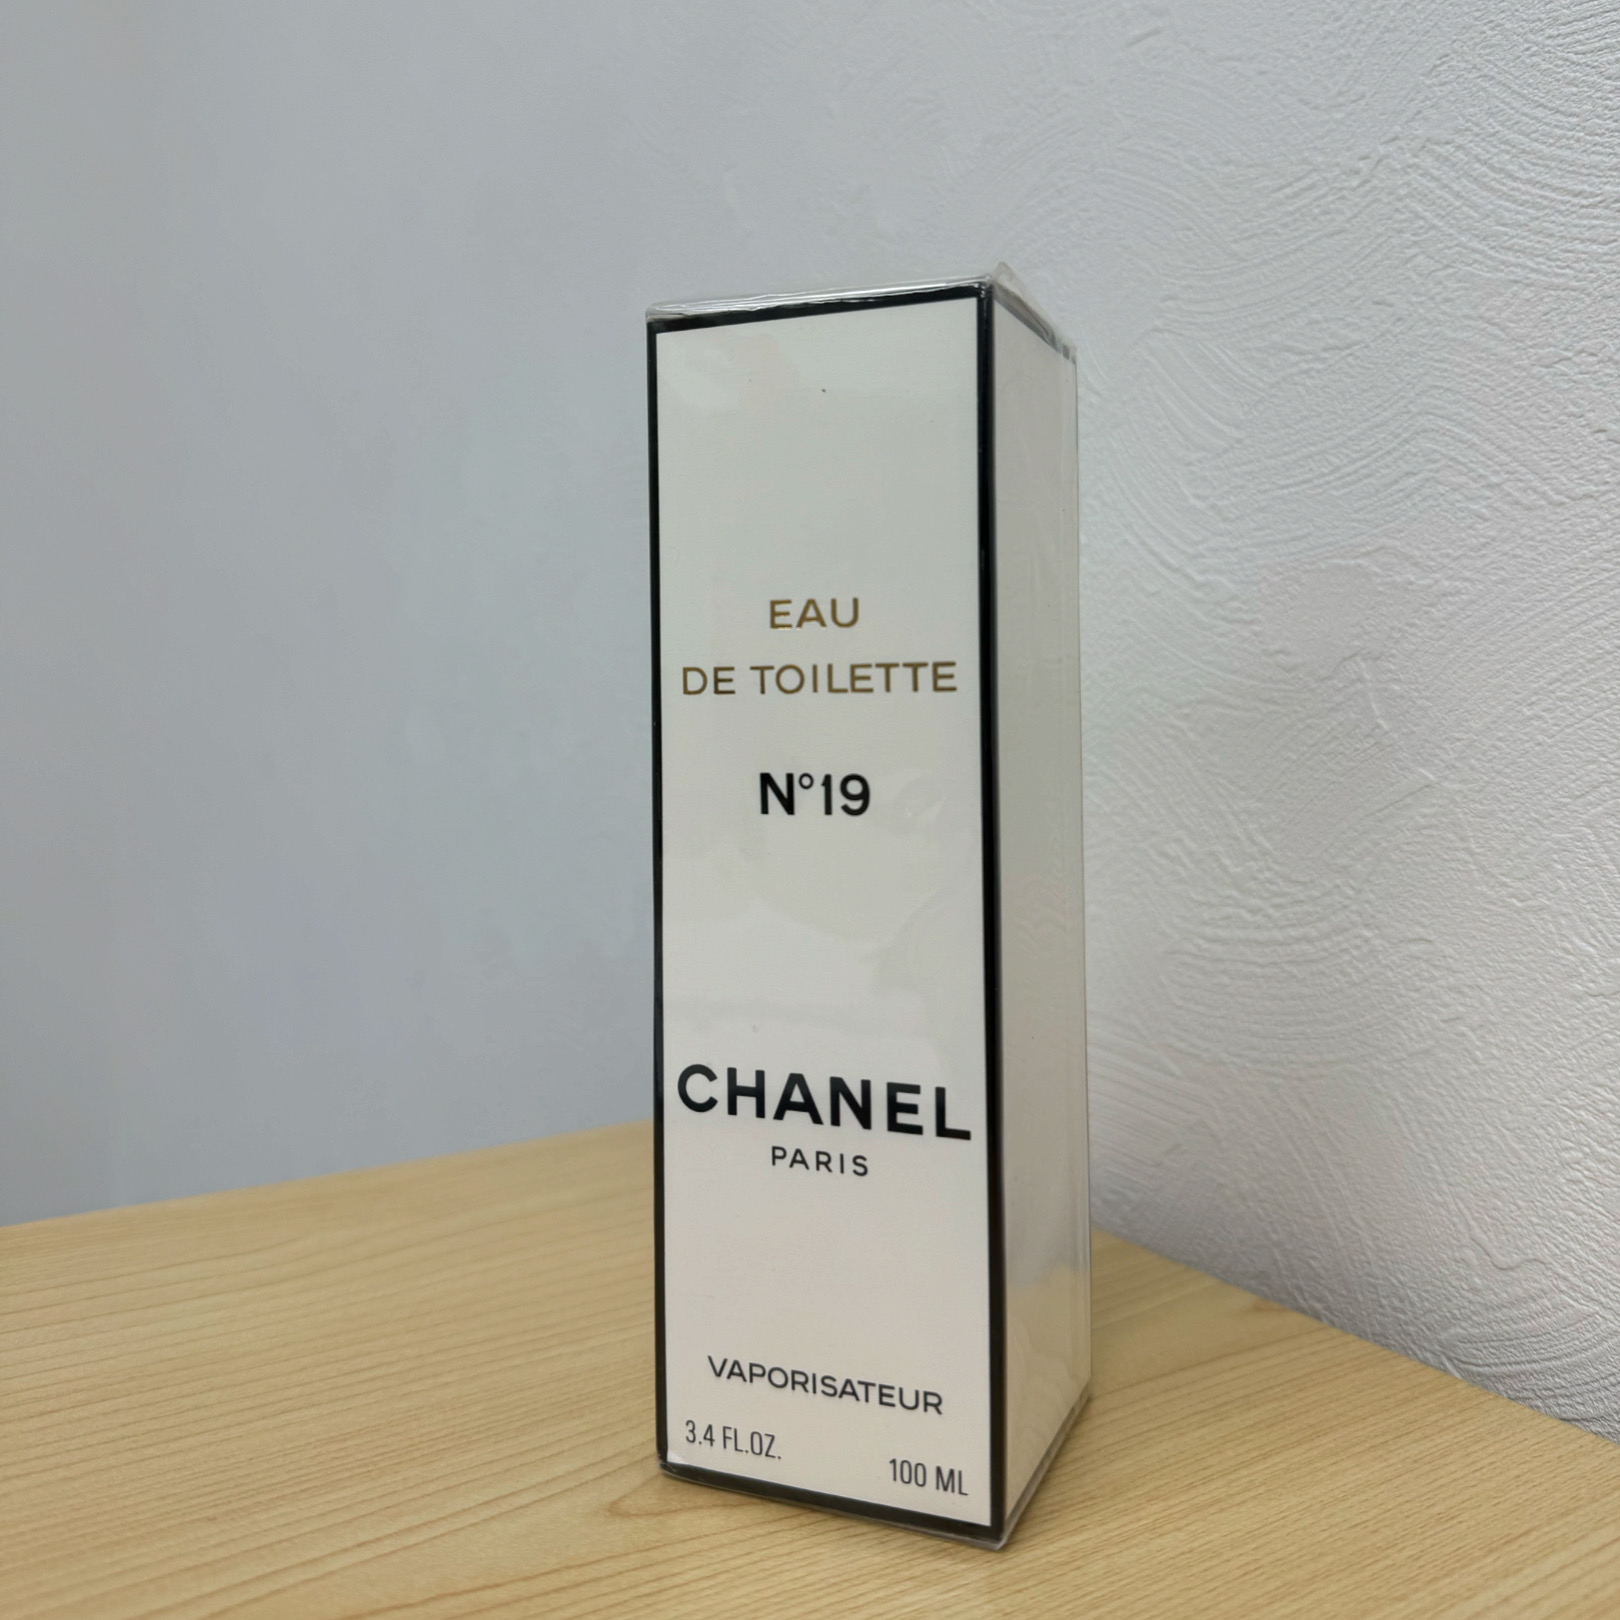 EAU
DE TOILETTE
N°19
CHANEL
PARIS
VAPORISATEUR
3.4 FL.OZ.
100 ML